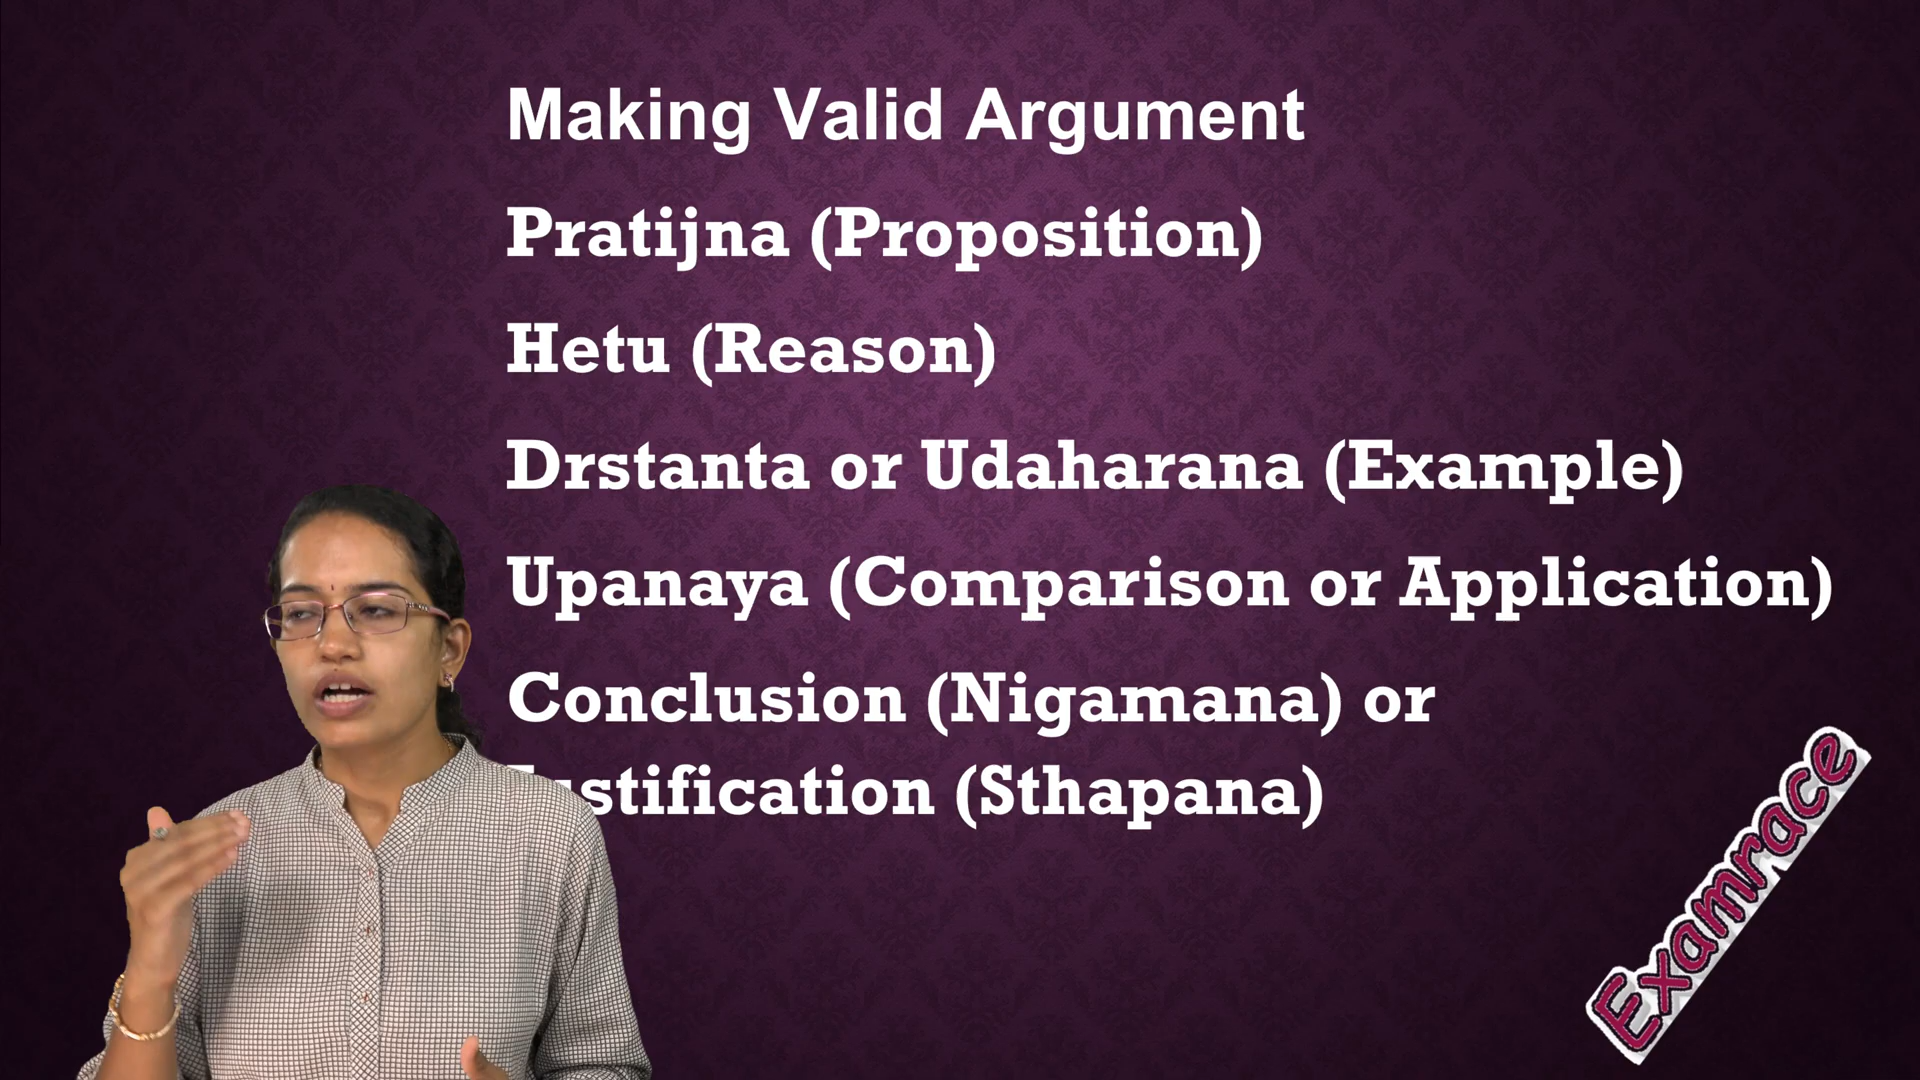 Making Valid Argument
Pratijna (Proposition)
Hetu (Reason)
Drstanta or Udaharana (Example)
Upanaya (Comparison or Application)
Conclusion (Nigamana) or
Justification (Sthapana)
Examrace